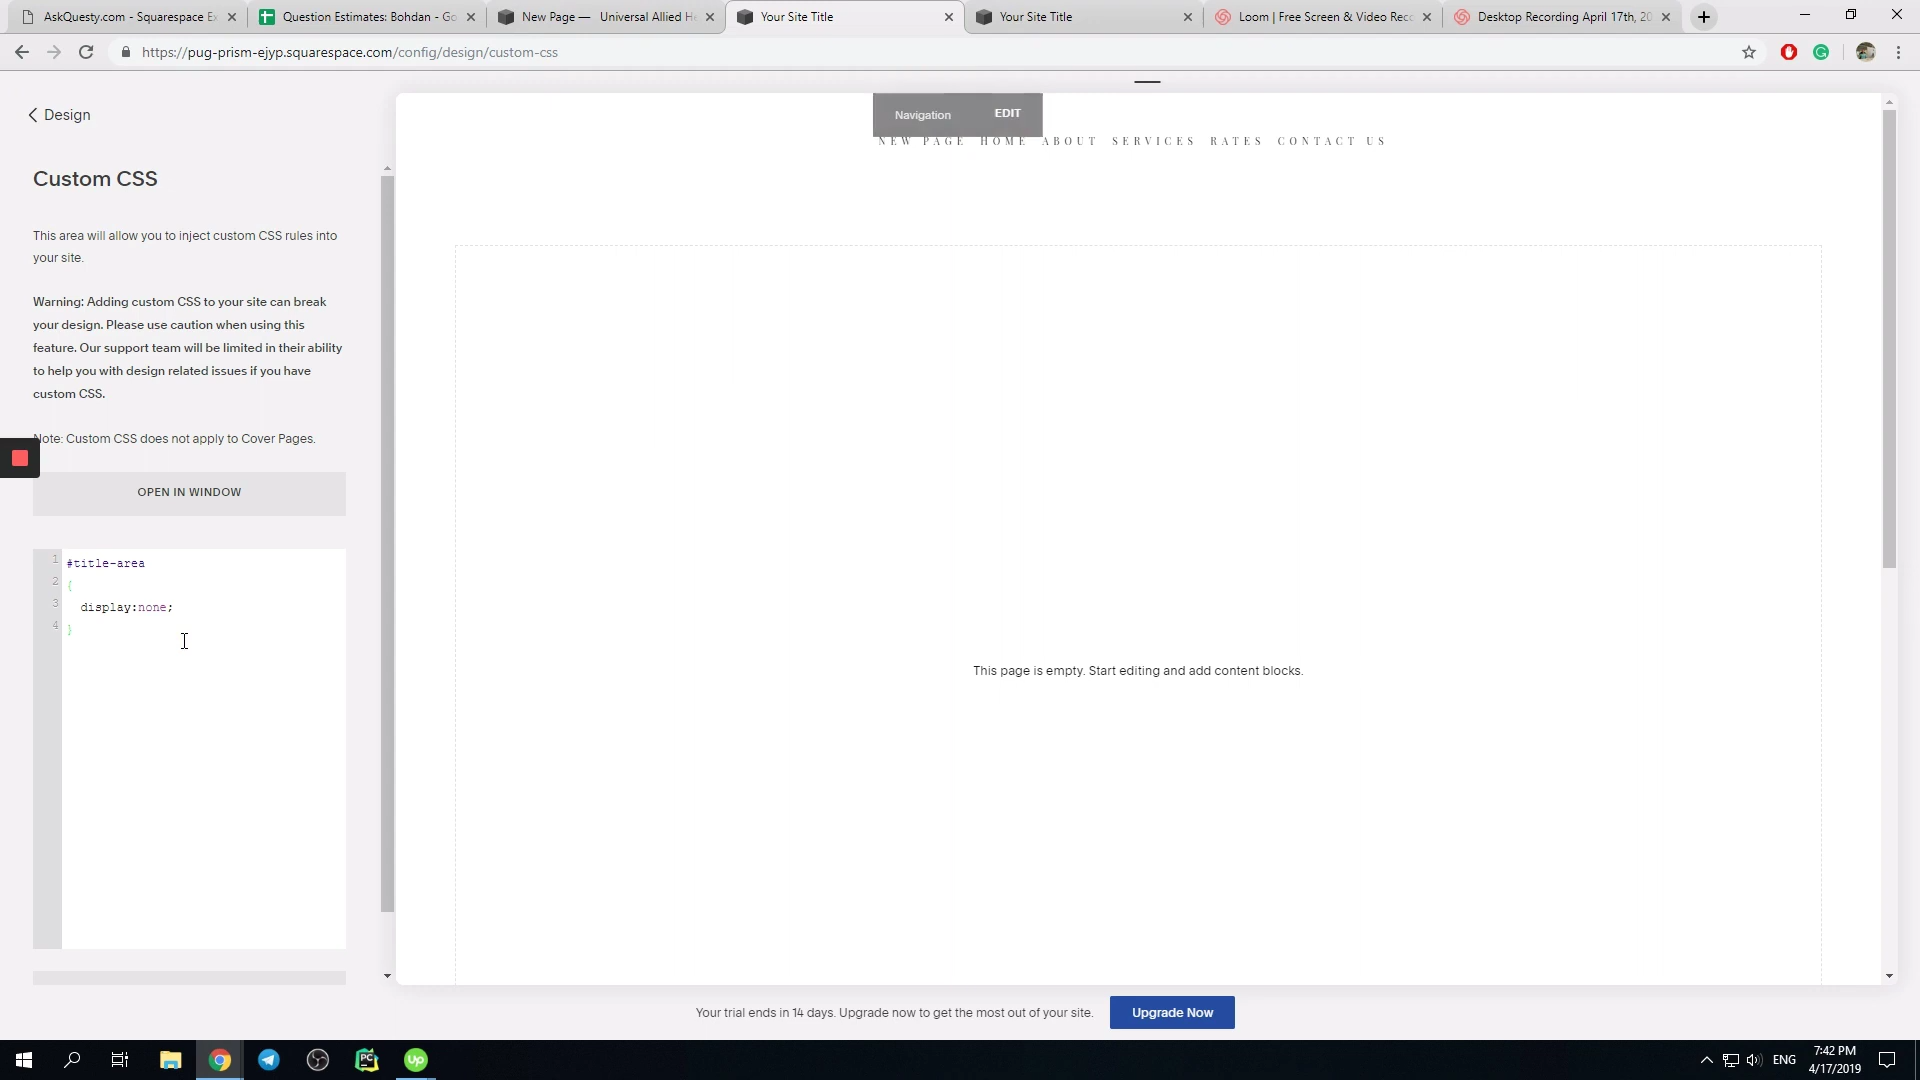 AskQuesty.com - Squarespace Ex
Question Estimates: Bohdan - Go
New Page — Universal Allied He
Your Site Title
Your Site Title
Loom | Free Screen & Video Reco
Desktop Recording April 17th, 20
https://pug-prism-ejyp.squarespace.com/config/design/custom-css
Design
Custom CSS
This area will allow you to inject custom CSS rules into
your site.
Warning: Adding custom CSS to your site can break
your design. Please use caution when using this
feature. Our support team will be limited in their ability
to help you with design related issues if you have
custom CSS.
Note: Custom CSS does not apply to Cover Pages.
OPEN IN WINDOW
1 #title-area
2 {
3 display:none;
4 }
Navigation EDIT
NEW PAGE HOME ABOUT SERVICES RATES CONTACT US
This page is empty. Start editing and add content blocks.
Your trial ends in 14 days. Upgrade now to get the most out of your site.
Upgrade Now
PC
Up
ENG
7:42 PM
4/17/2019